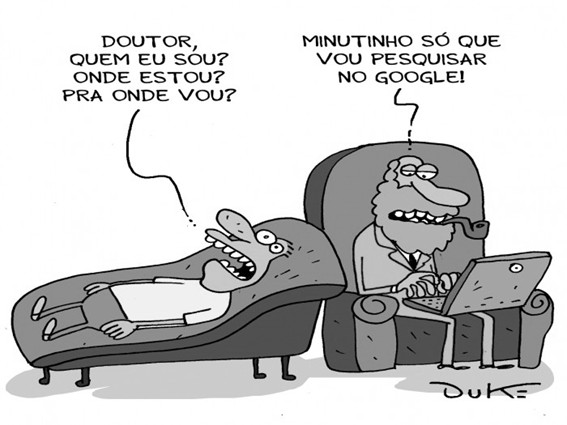 DOUTOR,
QUEM EU SOU?
ONDE ESTOU?
PRA ONDE VOU?
MINUTINHO SÓ QUE
VOU PESQUISAR
NO GOOGLE!
DUKE